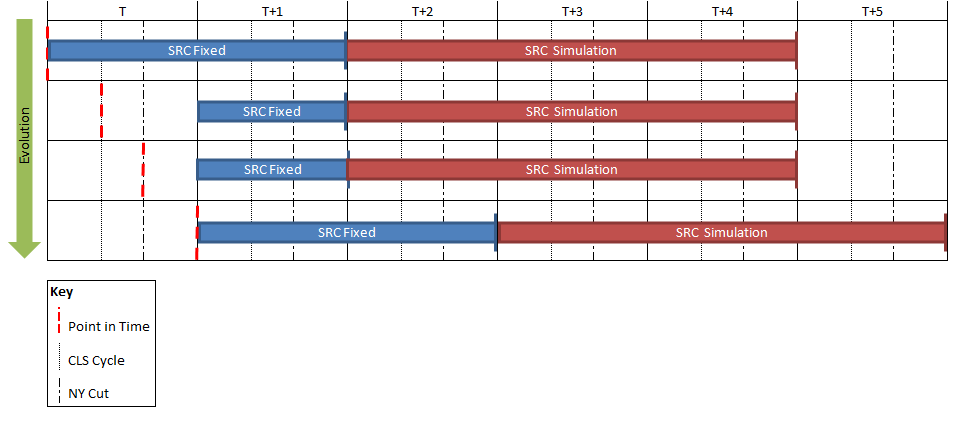 T T+1 T+2 T+3 T+4 T+5
Evolution
SRC Fixed SRC Simulation
SRC Fixed SRC Simulation
SRC Fixed SRC Simulation
SRC Fixed SRC Simulation
Key
Point in Time
CLS Cycle
NY Cut